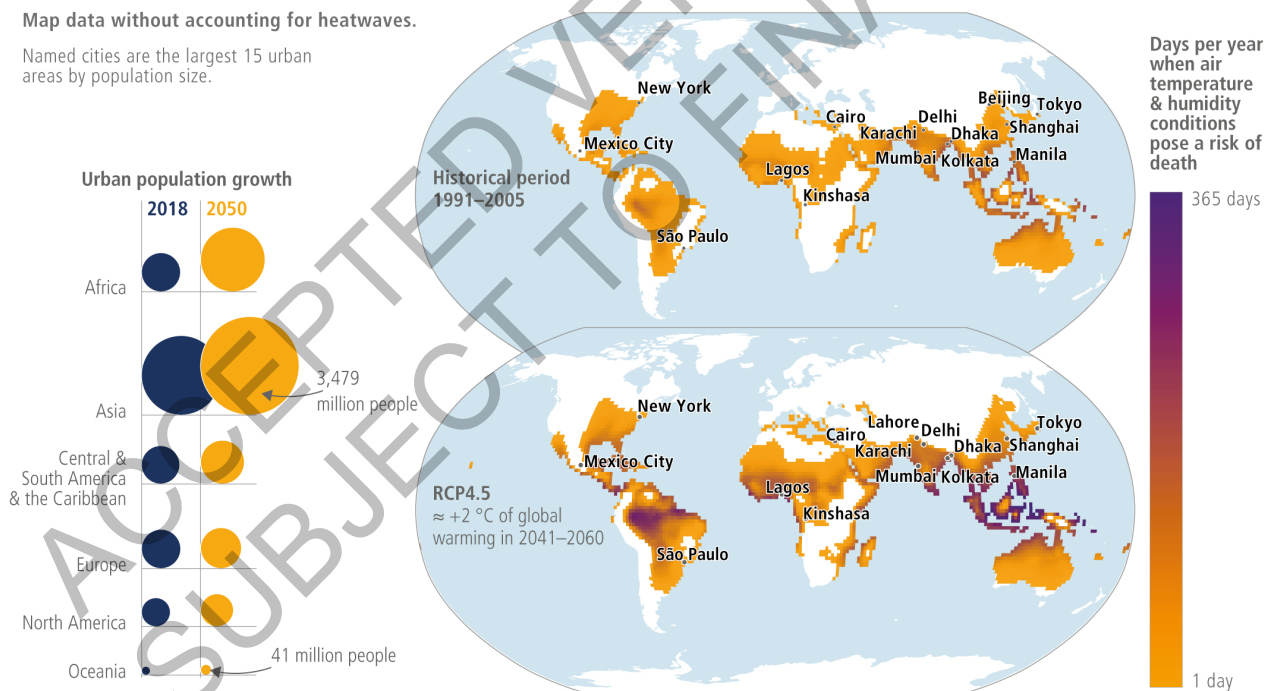 Map data without accounting for heatwaves.
Named cities are the largest 15 urban
areas by population size.
Urban population growth
2018
2050
Africa
Asia
3,479
million people
Central &
South America
& the Caribbean
Europe
North America
Oceania
41 million people
Historical period
1991–2005
New York
Mexico City
São Paulo
Lagos
Cairo
Kinshasa
Karachi
Delhi
Mumbai
Dhaka
Kolkata
Beijing
Tokyo
Shanghai
Manila
RCP4.5
≈ +2 °C of global
warming in 2041–2060
New York
Mexico City
São Paulo
Lagos
Cairo
Kinshasa
Lahore
Karachi
Delhi
Mumbai
Dhaka
Kolkata
Tokyo
Shanghai
Manila
Days per year
when air
temperature
& humidity
conditions
pose a risk of
death
365 days
1 day
ACCEPTED
SUBJECT TO